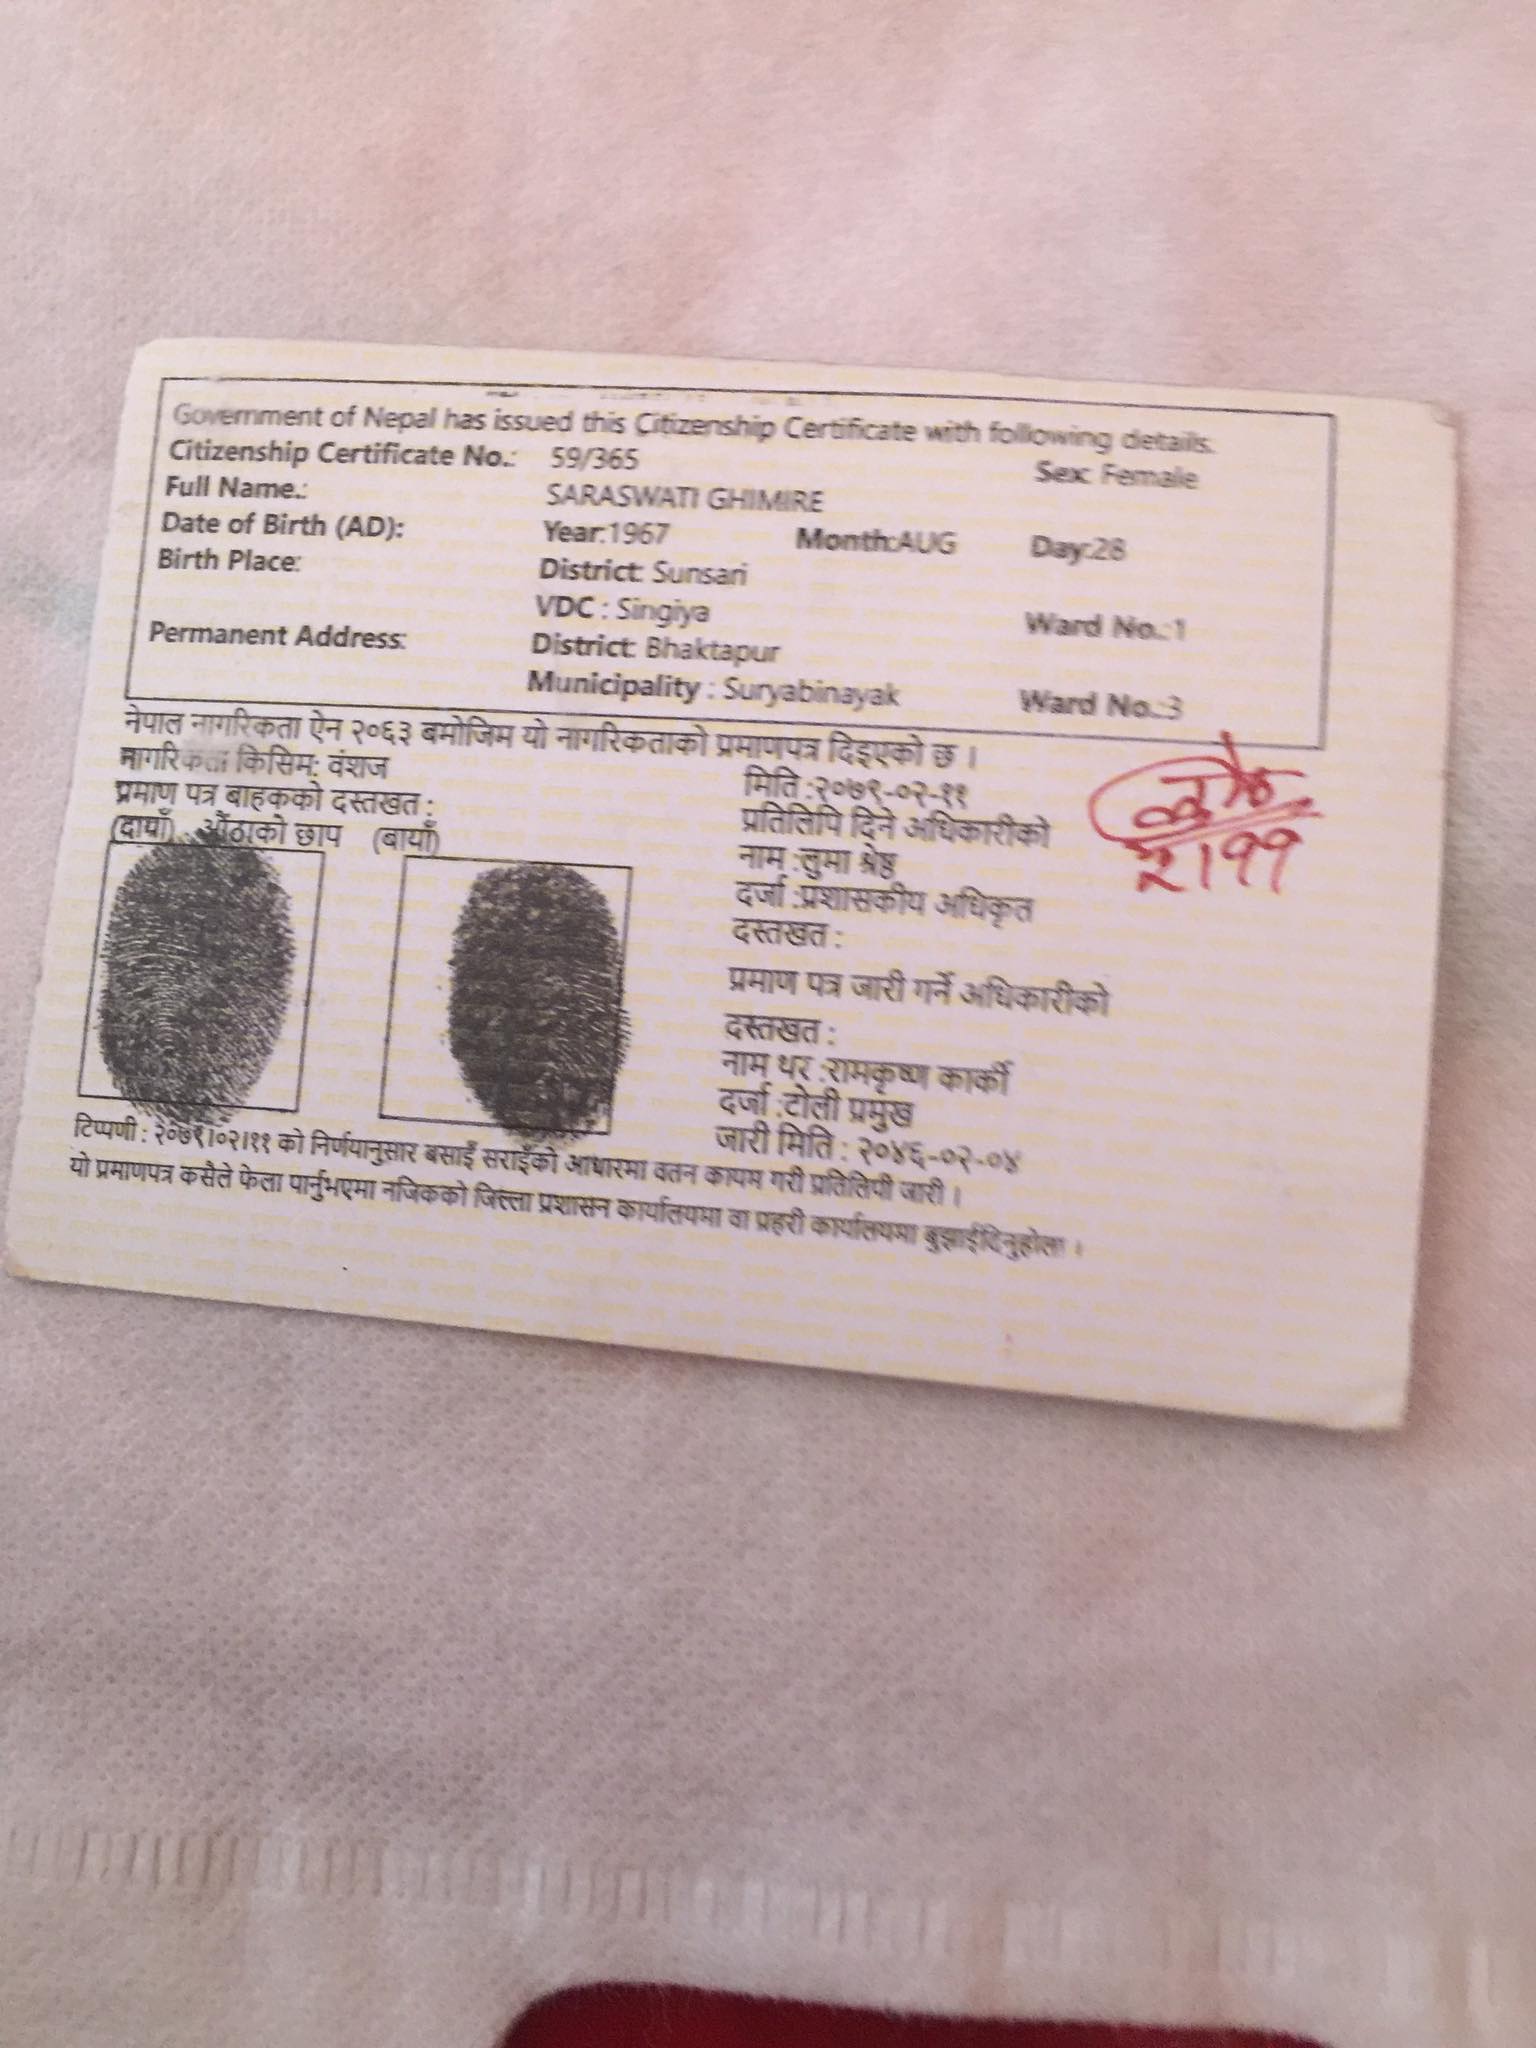 Government of Nepal has issued this Citizenship Certificate with following details.
Citizenship Certificate No.: 59/365 Sex: Female
Full Name.: SARASWATI GHIMIRE
Date of Birth (AD): Year:1967 Month:AUG Day:28
Birth Place: District: Sunsari
VDC : Singiya Ward No.:1
Permanent Address: District: Bhaktapur
Municipality : Suryabinayak Ward No.:3
नेपाल नागरिकता ऐन २०६३ बमोजिम यो नागरिकताको प्रमाणपत्र दिइएको छ ।
नागरिकता किसिम: वंशज
प्रमाण पत्र बाहकको दस्तखत :
(दायाँ) औंठाको छाप (बायाँ)
मिति :२०७९-०२-११
प्रतिलिपि दिने अधिकारीको
नाम :लुमा श्रेष्ठ
दर्जा :प्रशासकीय अधिकृत
दस्तखत :
प्रमाण पत्र जारी गर्ने अधिकारीको
दस्तखत :
नाम थर :रामकृष्ण कार्की
दर्जा :टोली प्रमुख
जारी मिति : २०४६-०२-०४
२।११
टिप्पणी : २०७९।०२।११ को निर्णयानुसार बसाइँ सराइँको आधारमा वतन कायम गरी प्रतिलिपी जारी ।
यो प्रमाणपत्र कसैले फेला पार्नुभएमा नजिकको जिल्ला प्रशासन कार्यालयमा वा प्रहरी कार्यालयमा बुझाईदिनुहोला ।